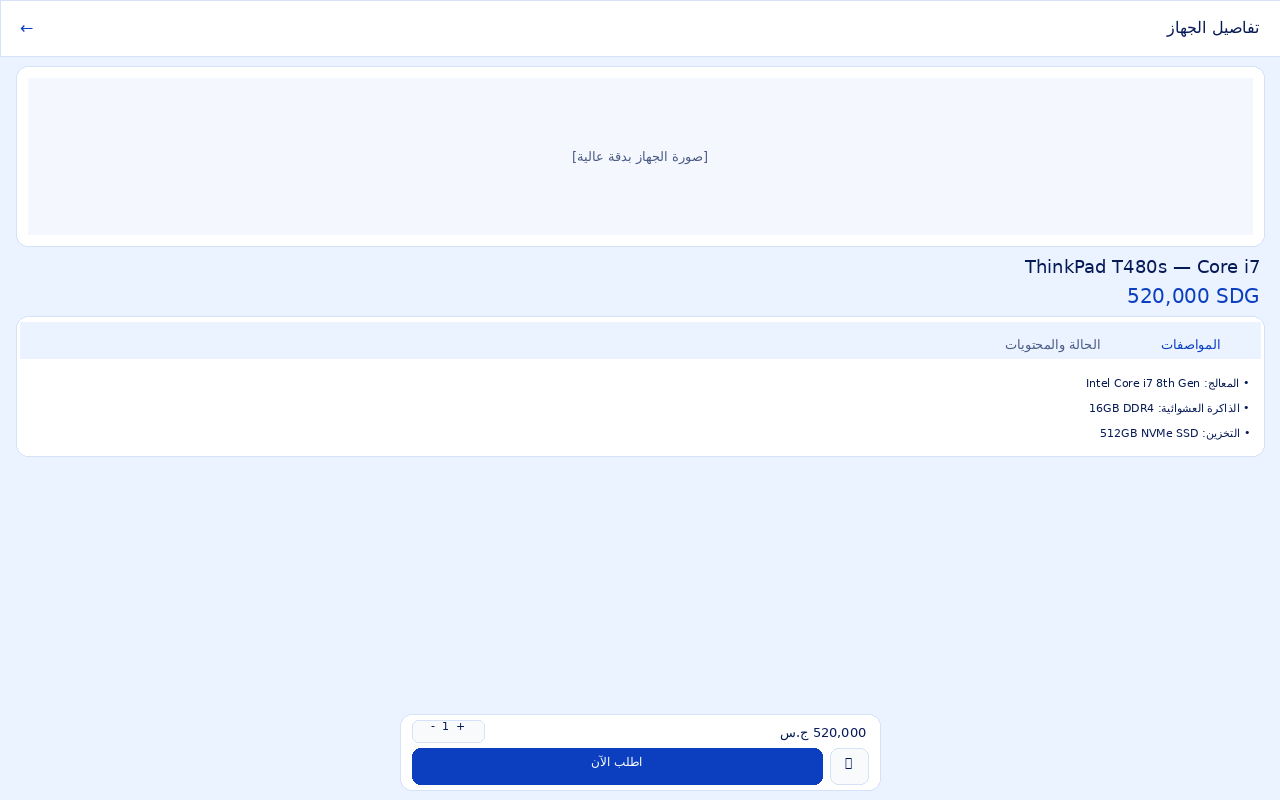 تفاصيل الجهاز
←
[صورة الجهاز بدقة عالية]
ThinkPad T480s — Core i7
520,000 SDG
المواصفات
الحالة والمحتويات
• المعالج: Intel Core i7 8th Gen
• الذاكرة العشوائية: 16GB DDR4
• التخزين: 512GB NVMe SSD
520,000 ج.س
- 1 +
اطلب الآن